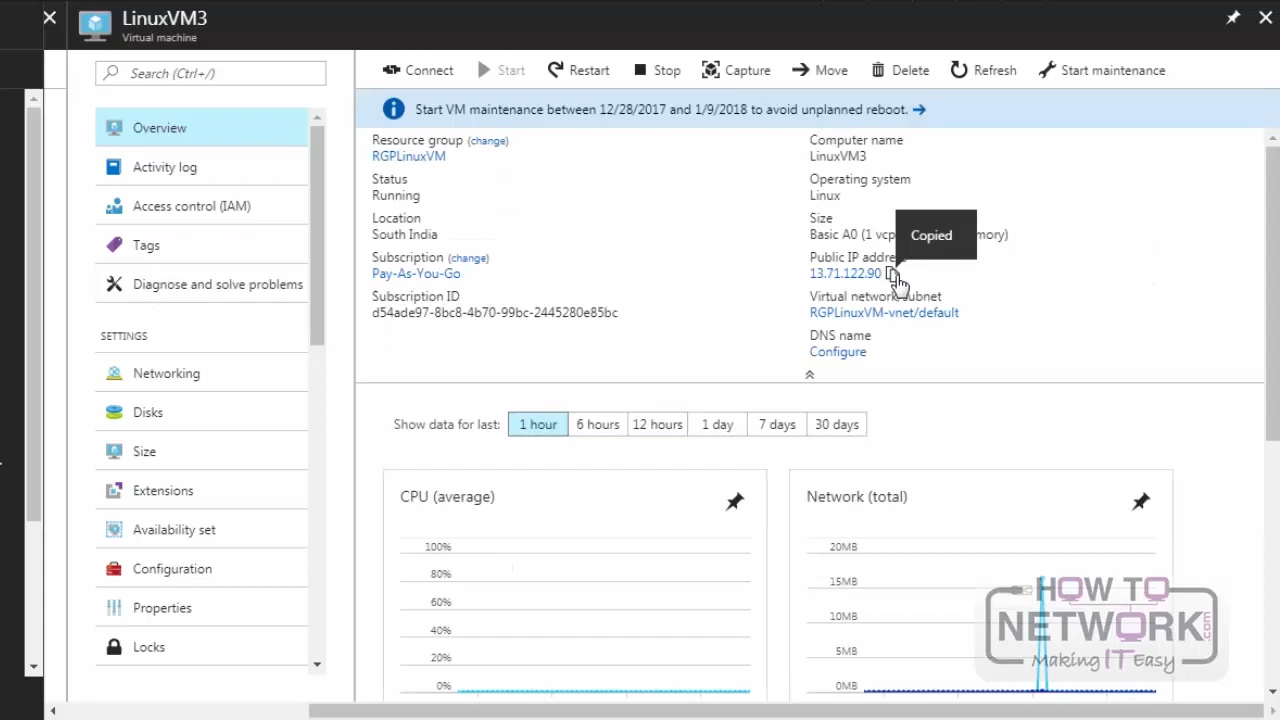 LinuxVM3
Virtual machine
Search (Ctrl+/)
Overview
Activity log
Access control (IAM)
Tags
Diagnose and solve problems
SETTINGS
Networking
Disks
Size
Extensions
Availability set
Configuration
Properties
Locks
Connect Start Restart Stop Capture Move Delete Refresh Start maintenance
Start VM maintenance between 12/28/2017 and 1/9/2018 to avoid unplanned reboot.
Resource group (change)
RGPLinuxVM
Status
Running
Location
South India
Subscription (change)
Pay-As-You-Go
Subscription ID
d54ade97-8bc8-4b70-99bc-2445280e85bc
Computer name
LinuxVM3
Operating system
Linux
Size
Basic A0 (1
Copied
Public IP
13.71.122.90
Virtual network/subnet
RGPLinuxVM-vnet/default
DNS name
Configure
Show data for last: 1 hour 6 hours 12 hours 1 day 7 days 30 days
CPU (average)
100%
80%
60%
40%
20%
0%
Network (total)
20MB
15MB
10MB
5MB
0MB
HOW TO
NETWORK.com
Making IT Easy